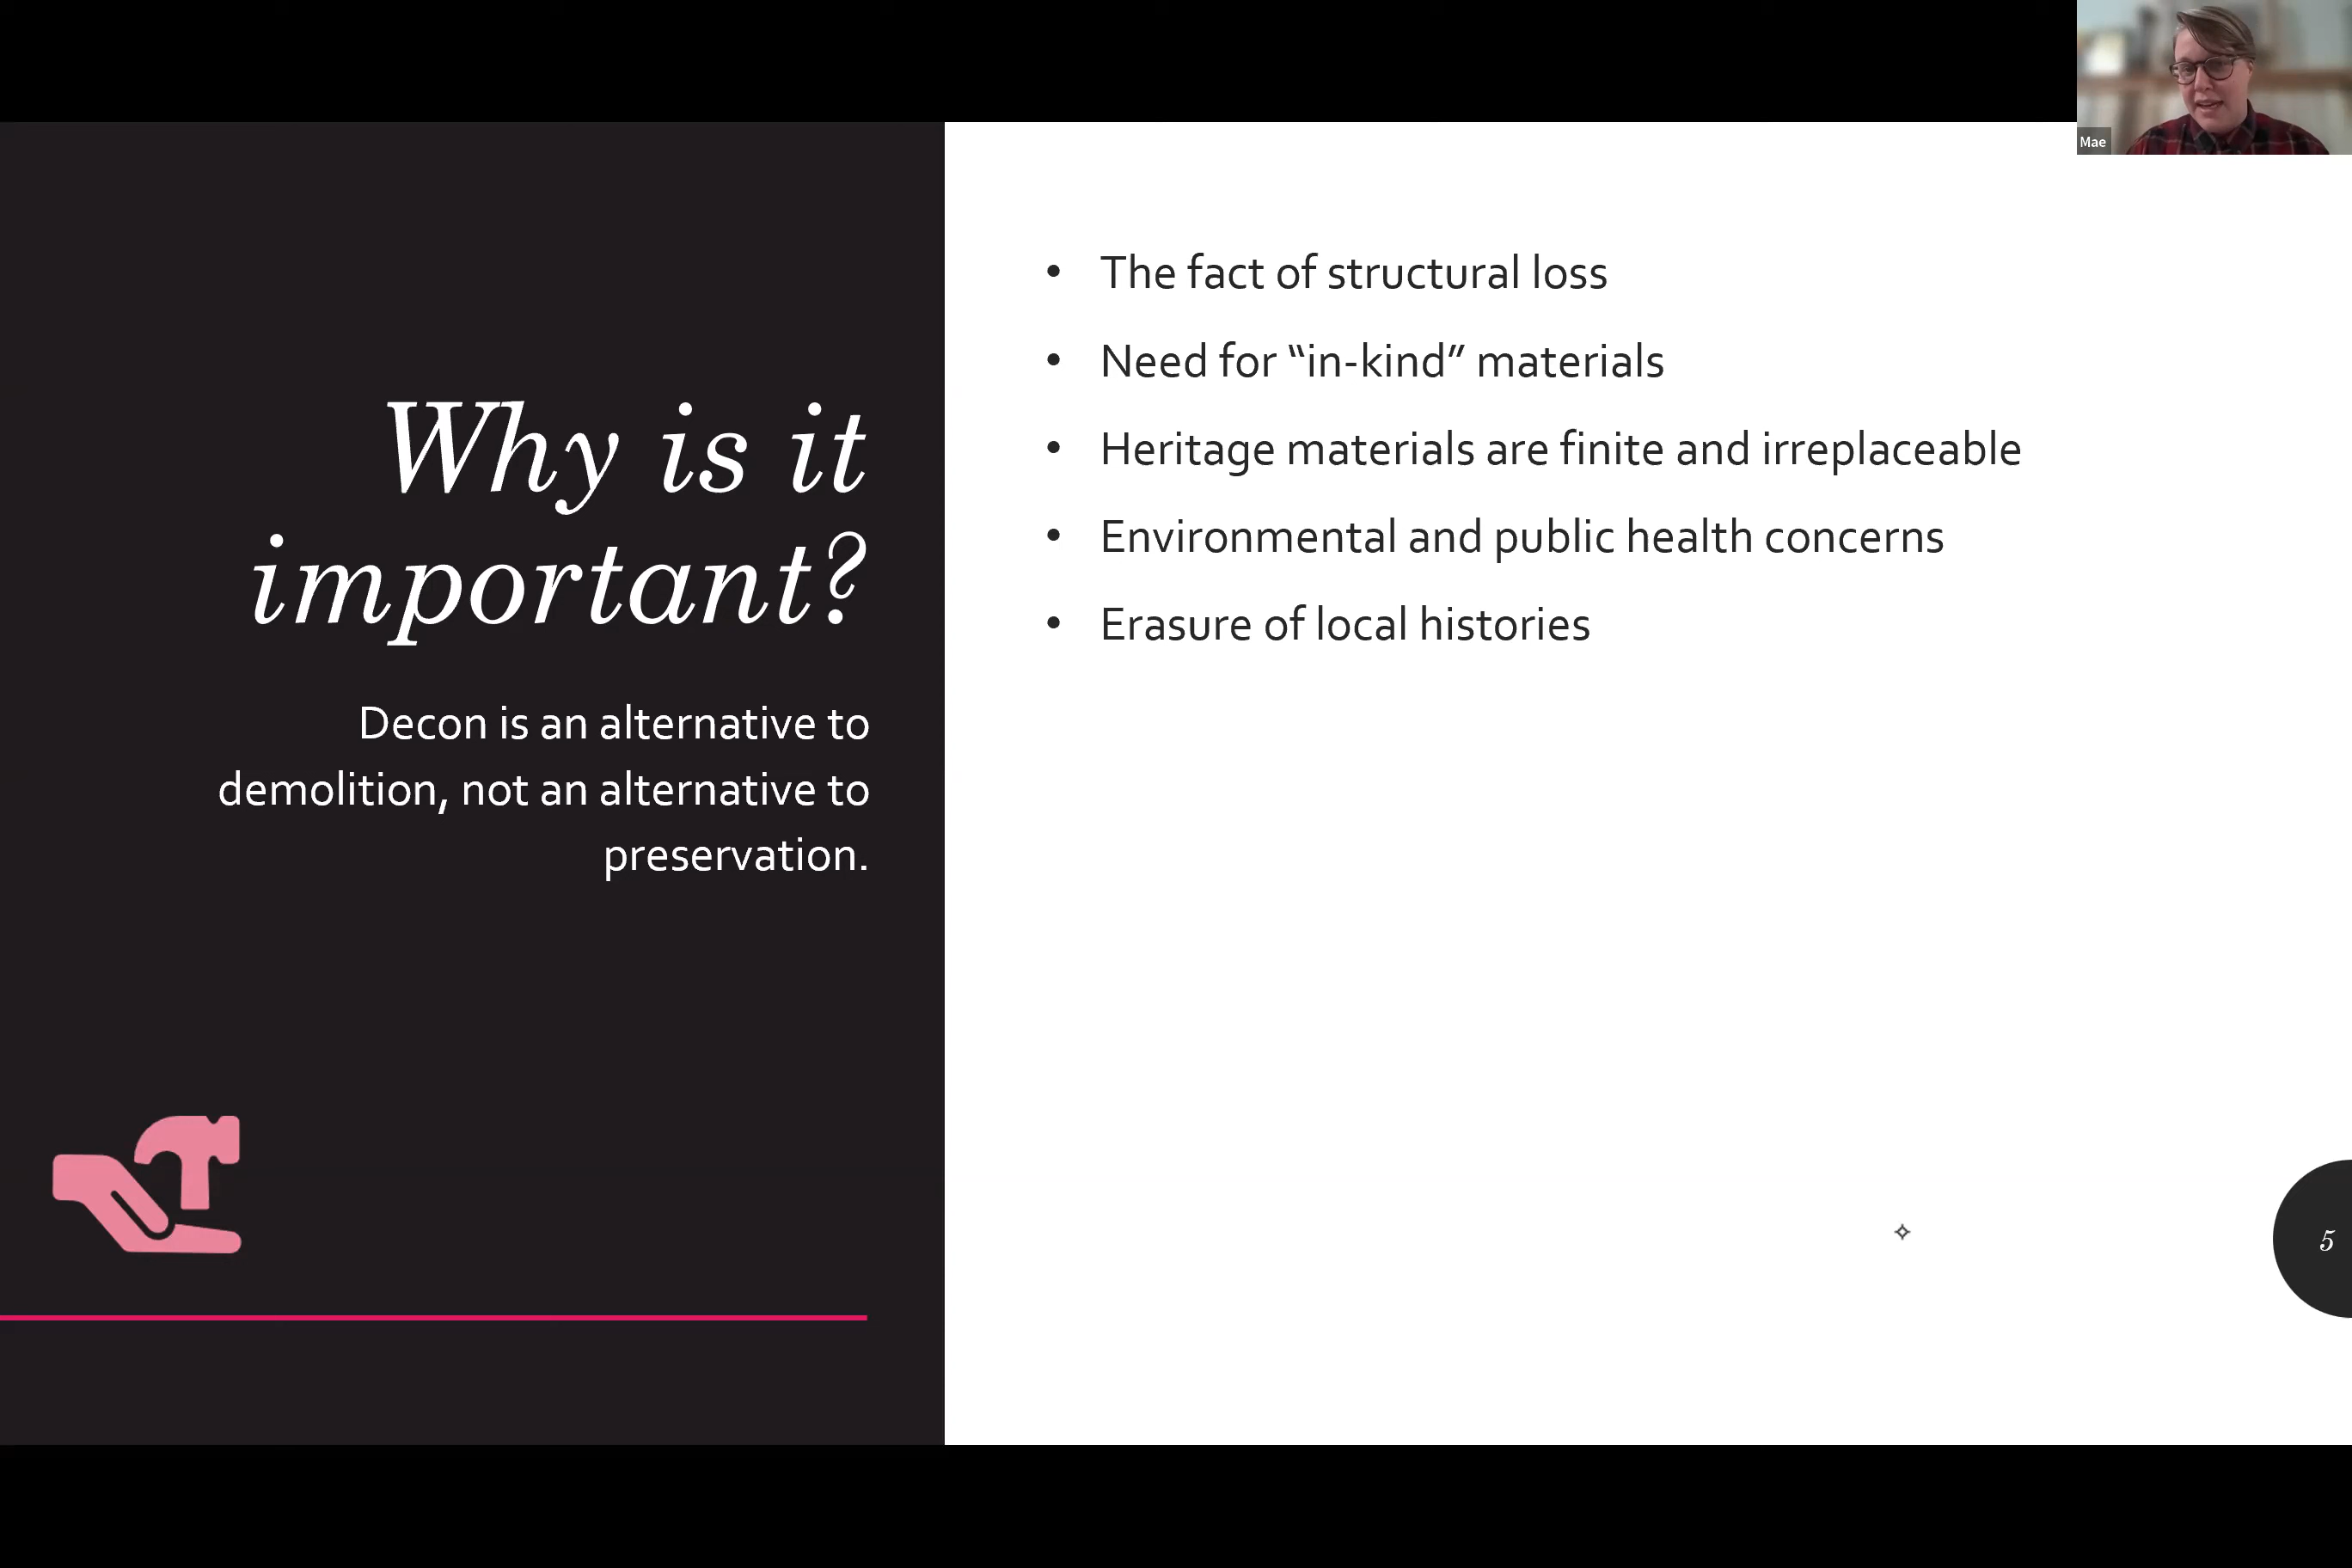 Mae
Why is it
important?
Decon is an alternative to
demolition, not an alternative to
preservation.
• The fact of structural loss
• Need for “in-kind” materials
• Heritage materials are finite and irreplaceable
• Environmental and public health concerns
• Erasure of local histories
5